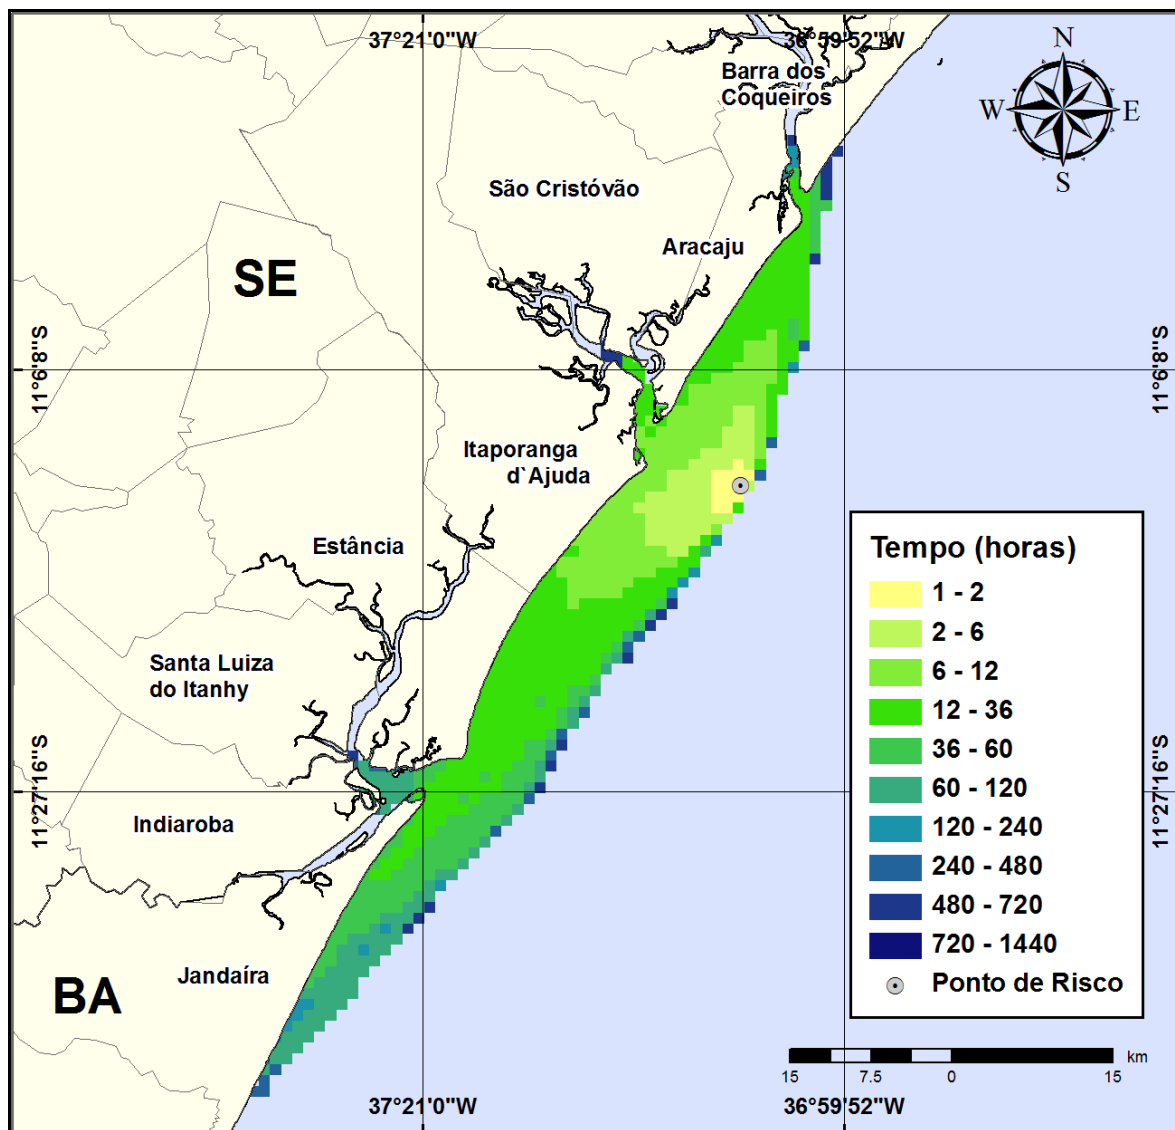 37°21'0"W
36°59'52"W
N
Barra dos
Coqueiros
W
E
S
São Cristóvão
Aracaju
SE
11°6'8"S
11°6'8"S
Itaporanga
d`Ajuda
Estância
Tempo (horas)
1 - 2
2 - 6
6 - 12
12 - 36
36 - 60
60 - 120
120 - 240
240 - 480
480 - 720
720 - 1440
Ponto de Risco
Santa Luiza
do Itanhy
11°27'16"S
11°27'16"S
Indiaroba
Jandaíra
BA
km
15 7.5 0 15
37°21'0"W
36°59'52"W